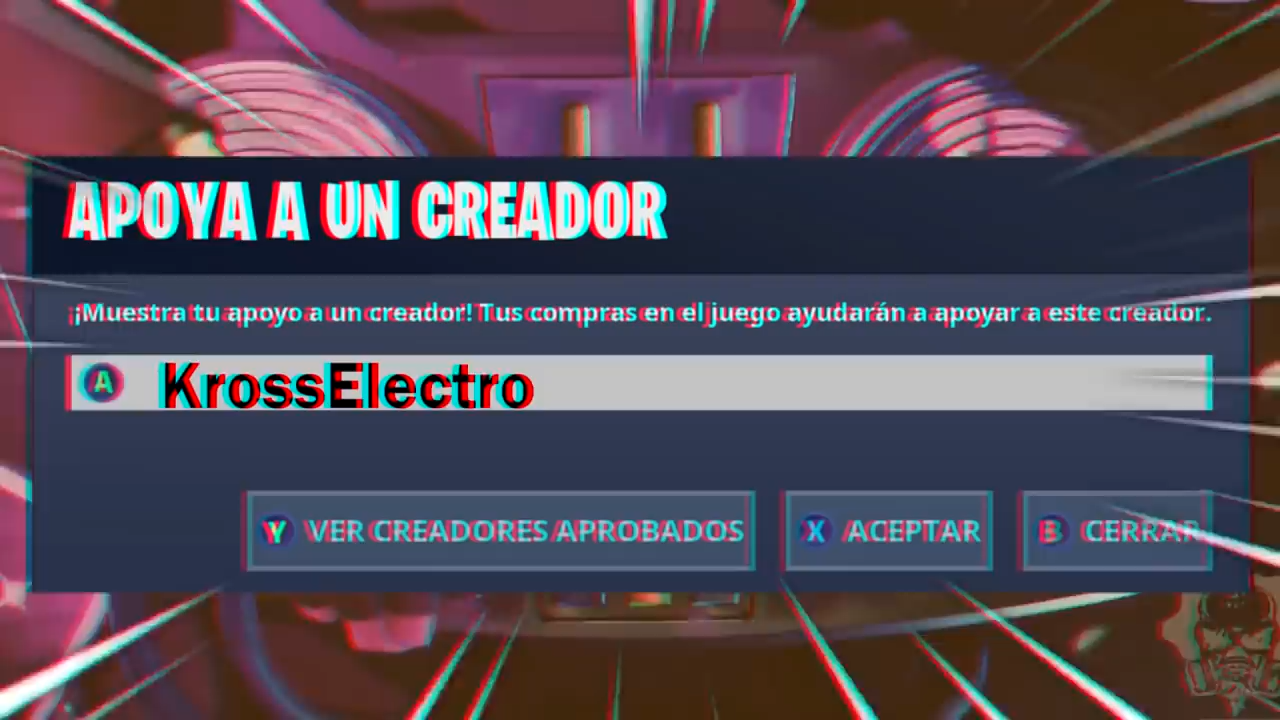 APOYA A UN CREADOR
¡Muestra tu apoyo a un creador! Tus compras en el juego ayudarán a apoyar a este creador.
A KrossElectro
Y VER CREADORES APROBADOS X ACEPTAR B CERRAR